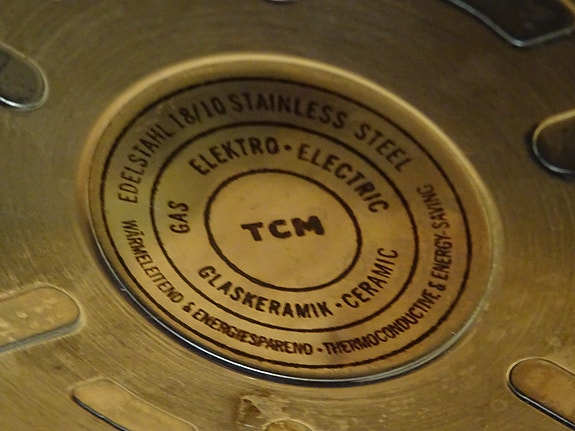 EDELSTAHL 18/10 STAINLESS STEEL
WÄRMELEITEND & ENERGIESPAREND · THERMOCONDUCTIVE & ENERGY-SAVING
GAS ELEKTRO · ELECTRIC
GLASKERAMIK · CERAMIC
TCM